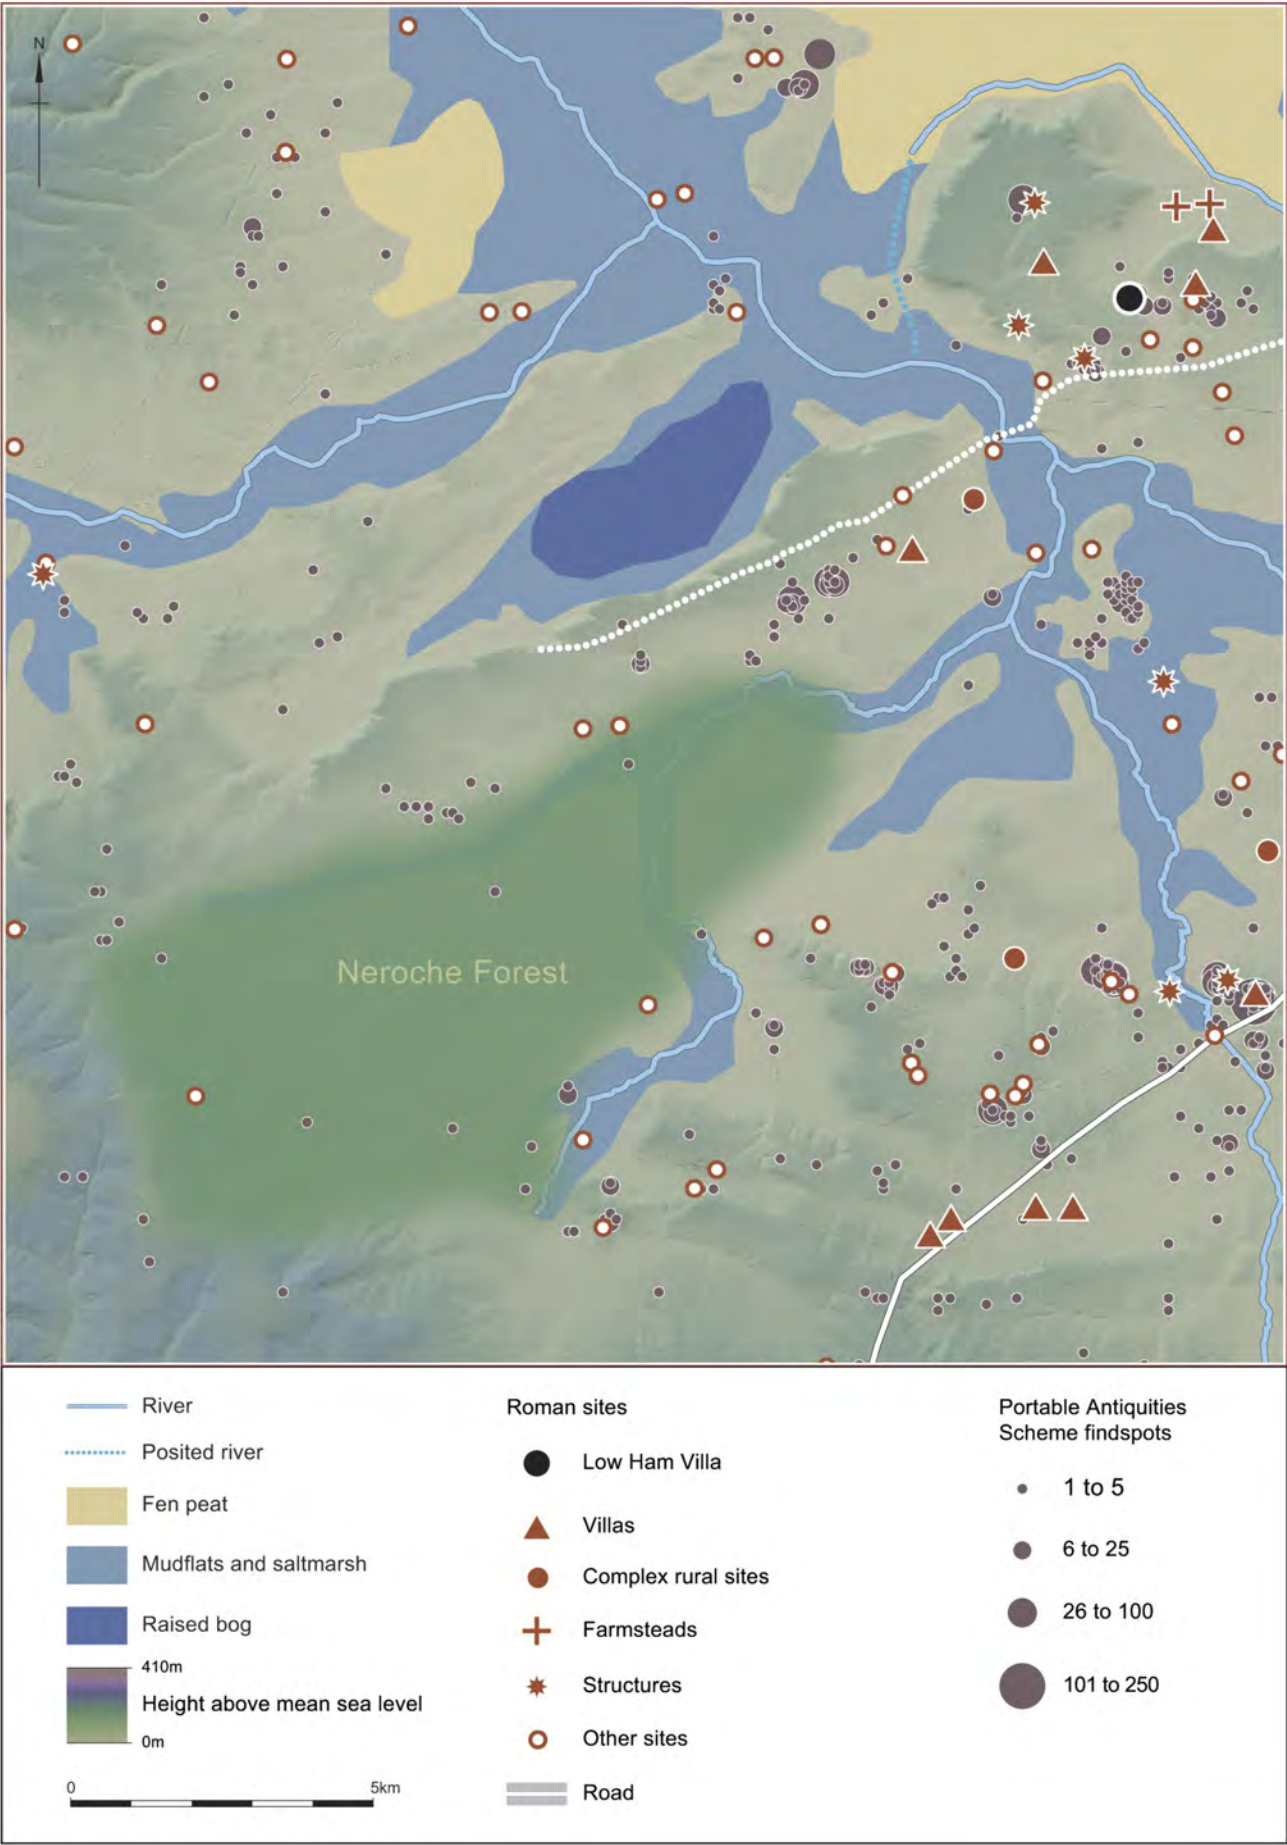 N
Neroche Forest
River
Posited river
Fen peat
Mudflats and saltmarsh
Raised bog
410m
Height above mean sea level
0m
0 5km
Roman sites
Low Ham Villa
Villas
Complex rural sites
Farmsteads
Structures
Other sites
Road
Portable Antiquities
Scheme findspots
1 to 5
6 to 25
26 to 100
101 to 250